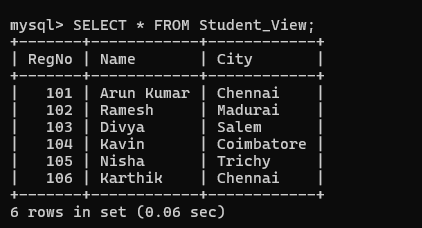 mysql> SELECT * FROM Student_View;
+-------+------------+------------+
| RegNo | Name       | City       |
+-------+------------+------------+
|   101 | Arun Kumar | Chennai    |
|   102 | Ramesh     | Madurai    |
|   103 | Divya      | Salem      |
|   104 | Kavin      | Coimbatore |
|   105 | Nisha      | Trichy     |
|   106 | Karthik    | Chennai    |
+-------+------------+------------+
6 rows in set (0.06 sec)